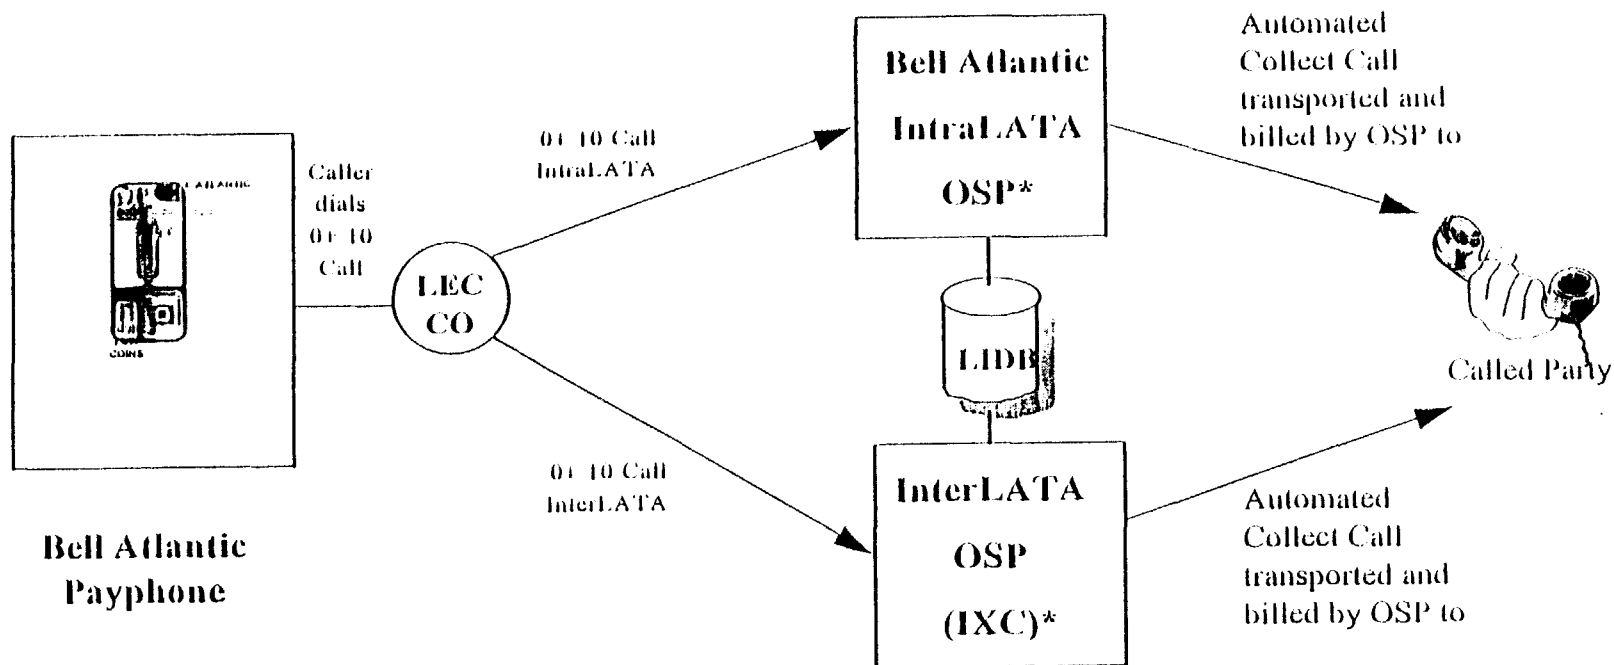 Bell Atlantic
IntraLATA
OSP*
Automated
Collect Call
transported and
billed by OSP to
0+ 10 Call
IntraLATA
Caller
dials
0+ 10
Call
COINS
LEC
CO
LIDB
Called Party
0+ 10 Call
InterLATA
InterLATA
OSP
(IXC)*
Automated
Collect Call
transported and
billed by OSP to
Bell Atlantic
Payphone